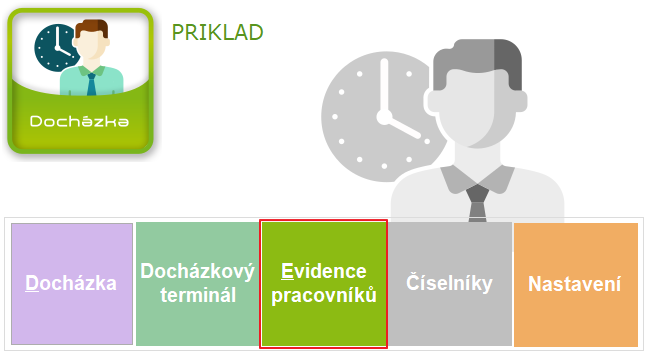 PRIKLAD
Docházka
Docházka
Docházkový
terminál
Evidence
pracovníků
Číselníky
Nastavení